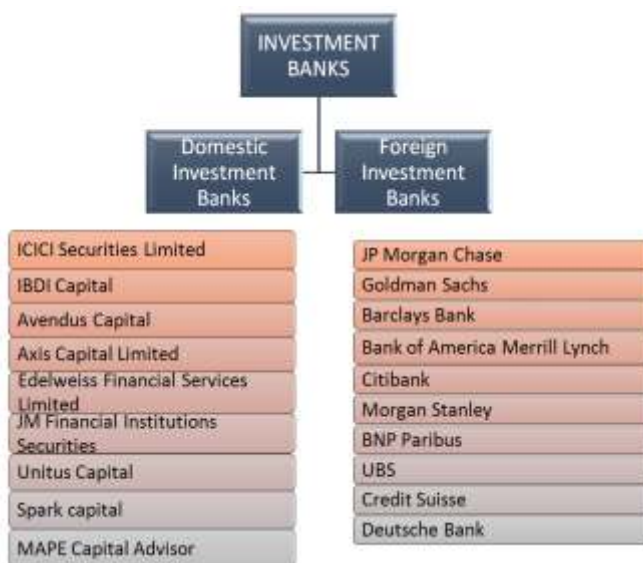 INVESTMENT
BANKS
Domestic
Investment
Banks
Foreign
Investment
Banks
ICICI Securities Limited
IBDI Capital
Avendus Capital
Axis Capital Limited
Edelweiss Financial Services
Limited
JM Financial Institutions
Securities
Unitus Capital
Spark capital
MAPE Capital Advisor
JP Morgan Chase
Goldman Sachs
Barclays Bank
Bank of America Merrill Lynch
Citibank
Morgan Stanley
BNP Paribus
UBS
Credit Suisse
Deutsche Bank